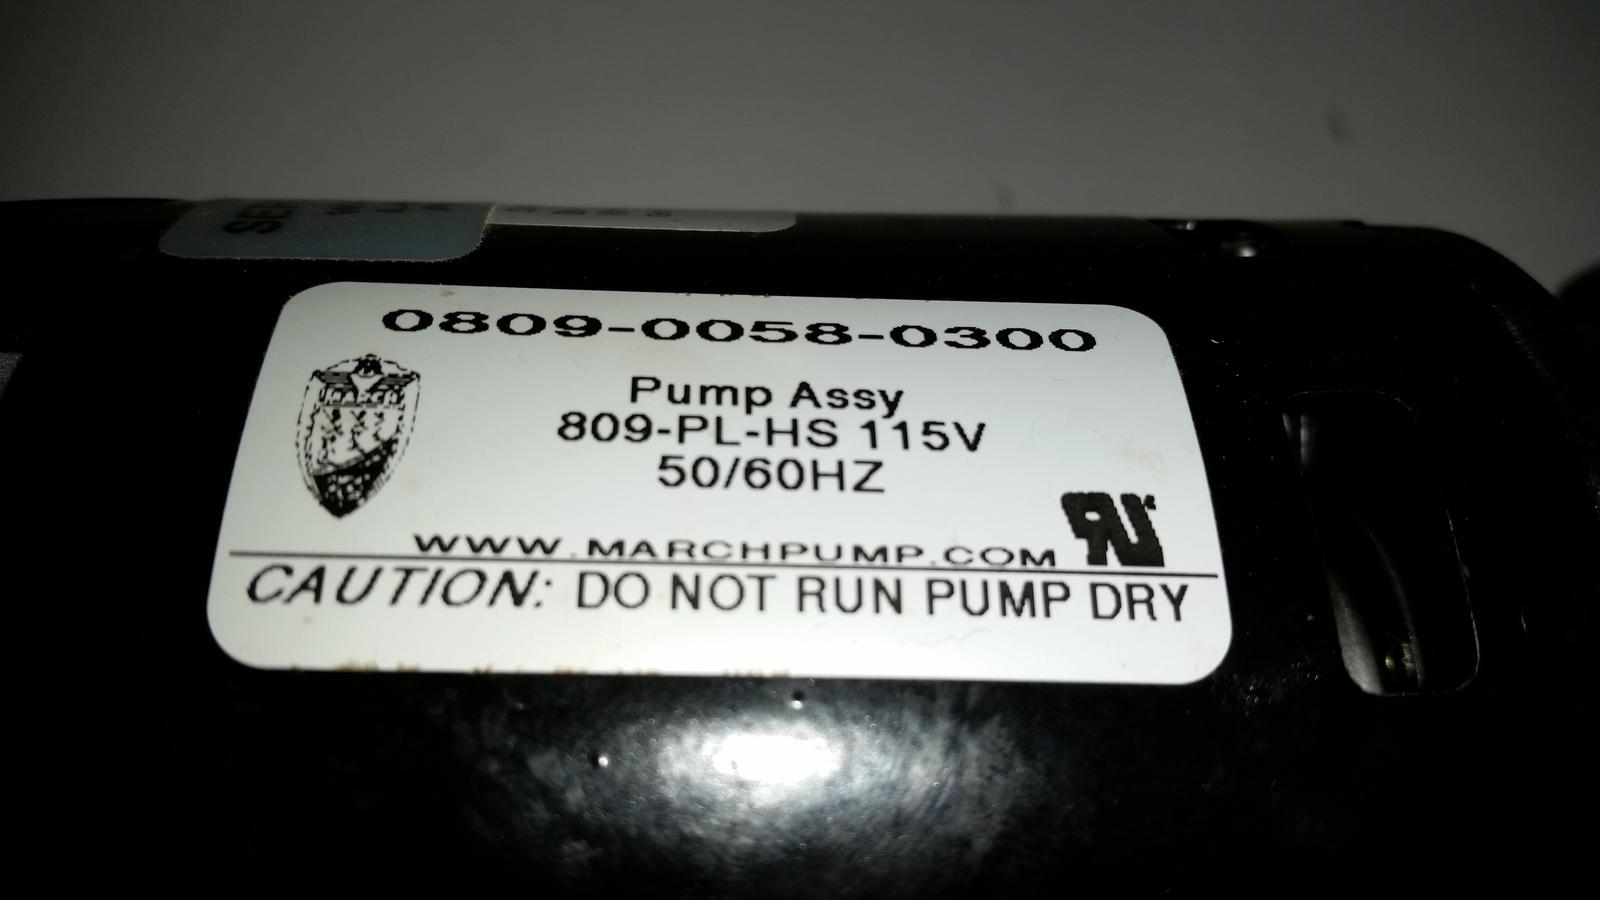 0809-0058-0300
MARCH
Pump Assy
809-PL-HS 115V
50/60HZ
WWW.MARCHPUMP.COM
CAUTION: DO NOT RUN PUMP DRY